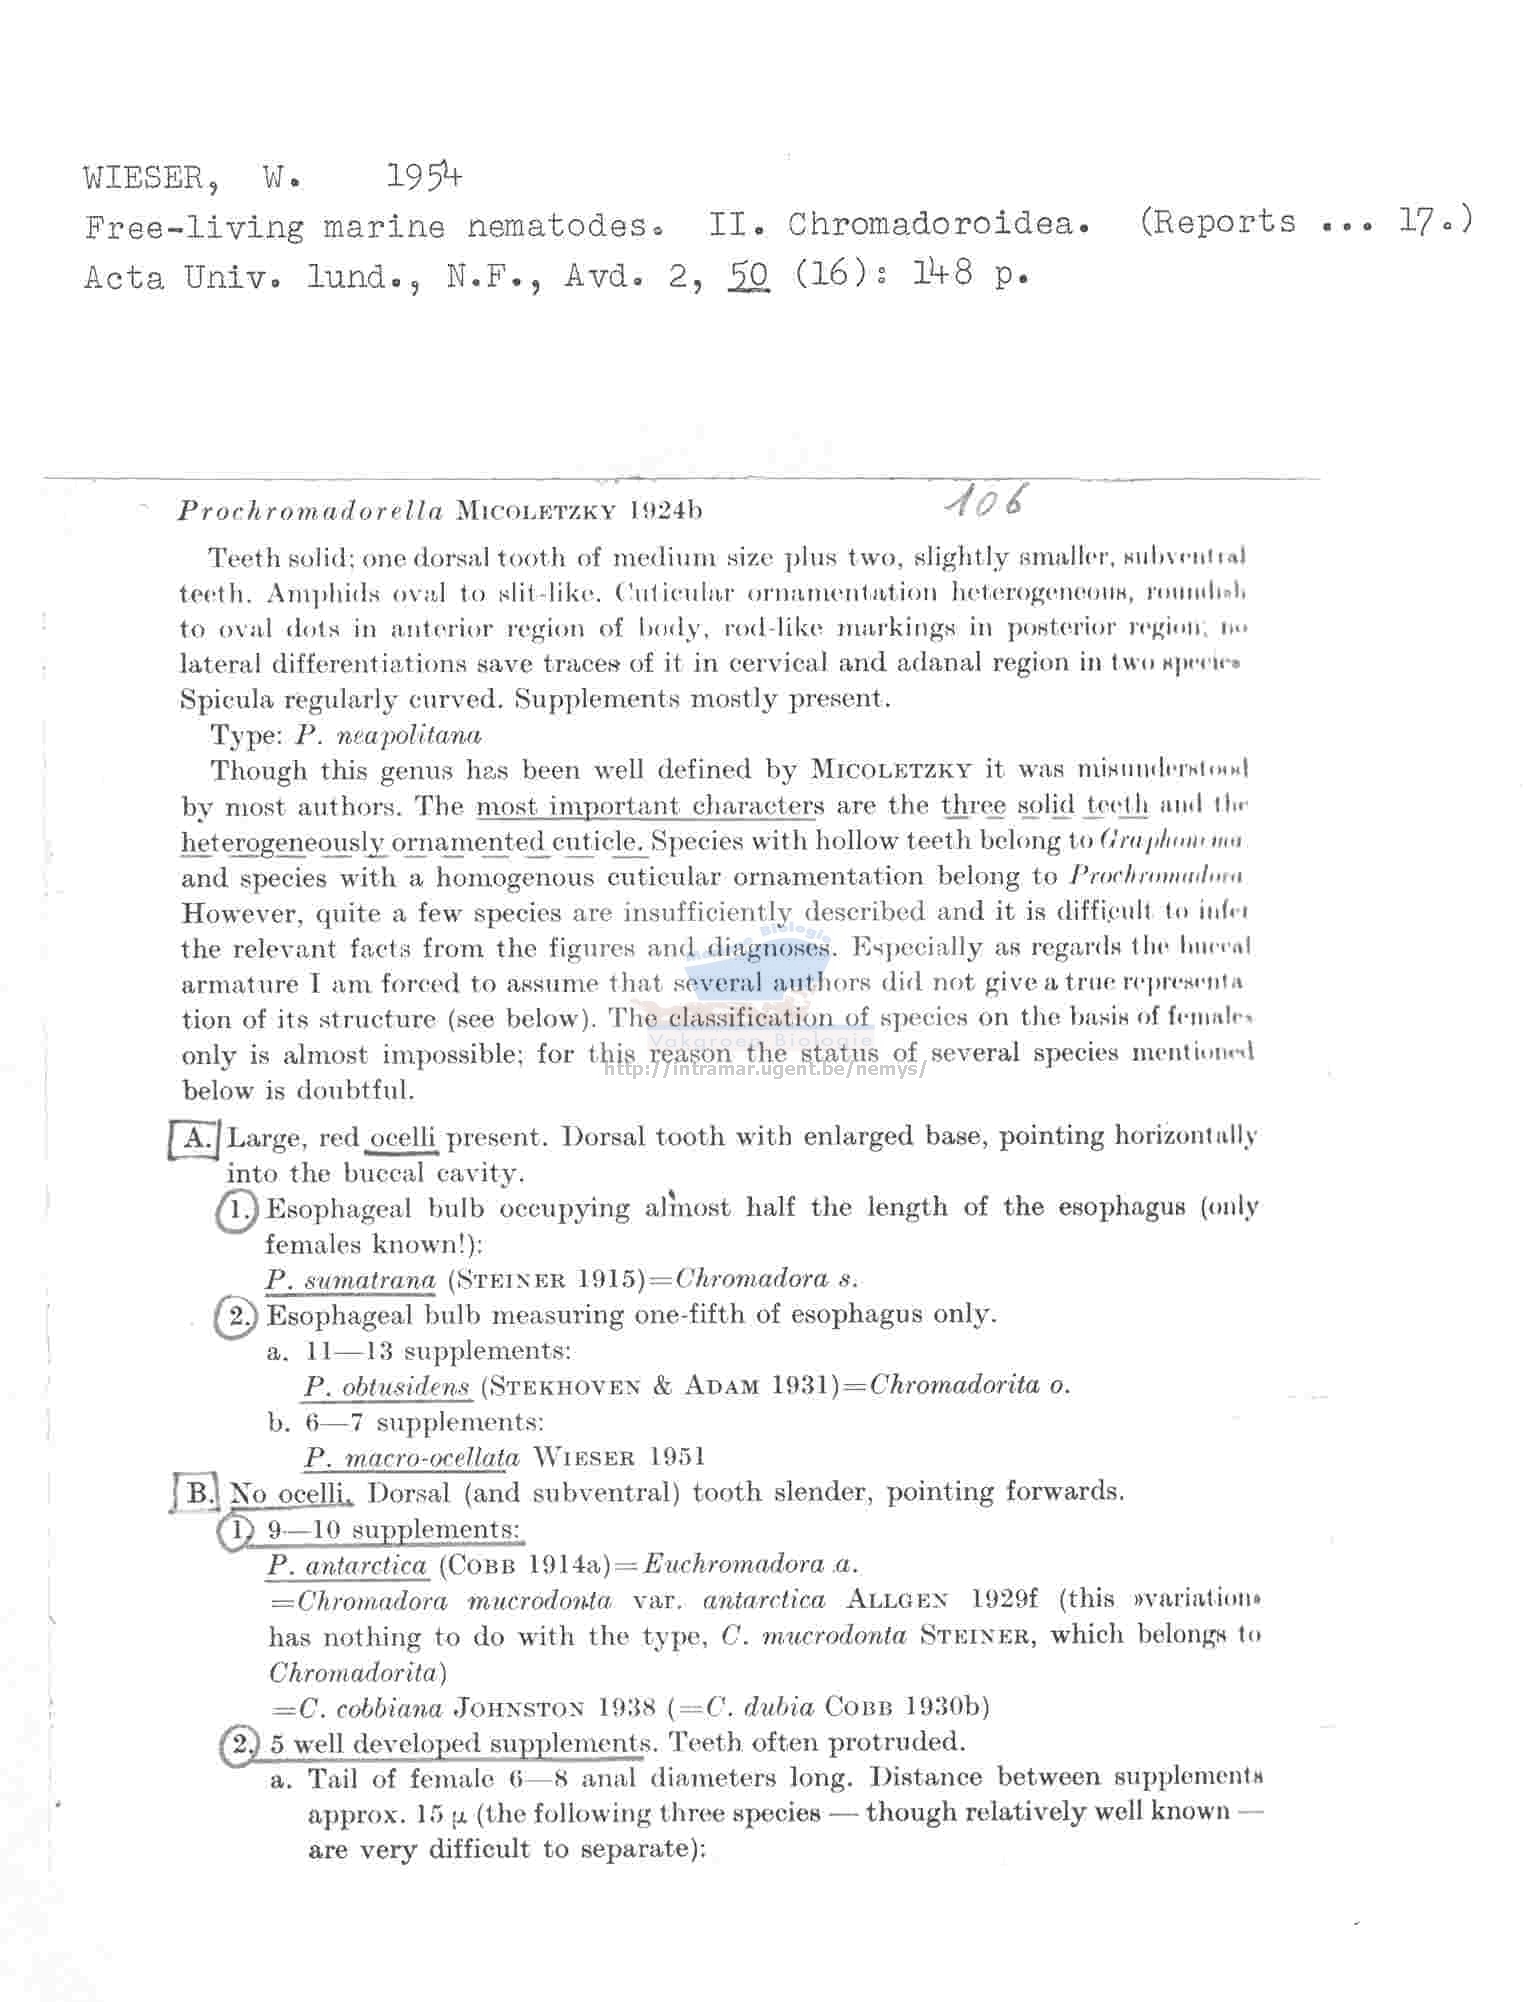 WIESER, W. 1954
Free-living marine nematodes. II. Chromadoroidea. (Reports ... 17.)
Acta Univ. lund., N.F., Avd. 2, 50 (16): 148 p.
106
Prochromadorella MICOLETZKY 1924b
Teeth solid; one dorsal tooth of medium size plus two, slightly smaller, subventral
teeth. Amphids oval to slit-like. Cuticular ornamentation heterogeneous, roundish
to oval dots in anterior region of body, rod-like markings in posterior region; no
lateral differentiations save traces of it in cervical and adanal region in two species
Spicula regularly curved. Supplements mostly present.
Type: P. neapolitana
Though this genus has been well defined by MICOLETZKY it was misunderstood
by most authors. The most important characters are the three solid teeth and the
heterogeneously ornamented cuticle. Species with hollow teeth belong to Graphonema
and species with a homogenous cuticular ornamentation belong to Prochromadora
However, quite a few species are insufficiently described and it is difficult to infer
the relevant facts from the figures and diagnoses. Especially as regards the buccal
armature I am forced to assume that several authors did not give a true representa
tion of its structure (see below). The classification of species on the basis of females
only is almost impossible; for this reason the status of several species mentioned
below is doubtful.
Biologie
Vakgroep Biologie
http://intramar.ugent.be/nemys/
A. Large, red ocelli present. Dorsal tooth with enlarged base, pointing horizontally
into the buccal cavity.
1. Esophageal bulb occupying almost half the length of the esophagus (only
females known!):
P. sumatrana (STEINER 1915)=Chromadora s.
2. Esophageal bulb measuring one-fifth of esophagus only.
a. 11—13 supplements:
P. obtusidens (STEKHOVEN & ADAM 1931)=Chromadorita o.
b. 6—7 supplements:
P. macro-ocellata WIESER 1951
B. No ocelli. Dorsal (and subventral) tooth slender, pointing forwards.
1) 9—10 supplements:
P. antarctica (COBB 1914a)=Euchromadora a.
=Chromadora mucrodonta var. antarctica ALLGEN 1929f (this »variation»
has nothing to do with the type, C. mucrodonta STEINER, which belongs to
Chromadorita)
=C. cobbiana JOHNSTON 1938 (=C. dubia COBB 1930b)
2. 5 well developed supplements. Teeth often protruded.
a. Tail of female 6—8 anal diameters long. Distance between supplements
approx. 15 μ (the following three species — though relatively well known —
are very difficult to separate):